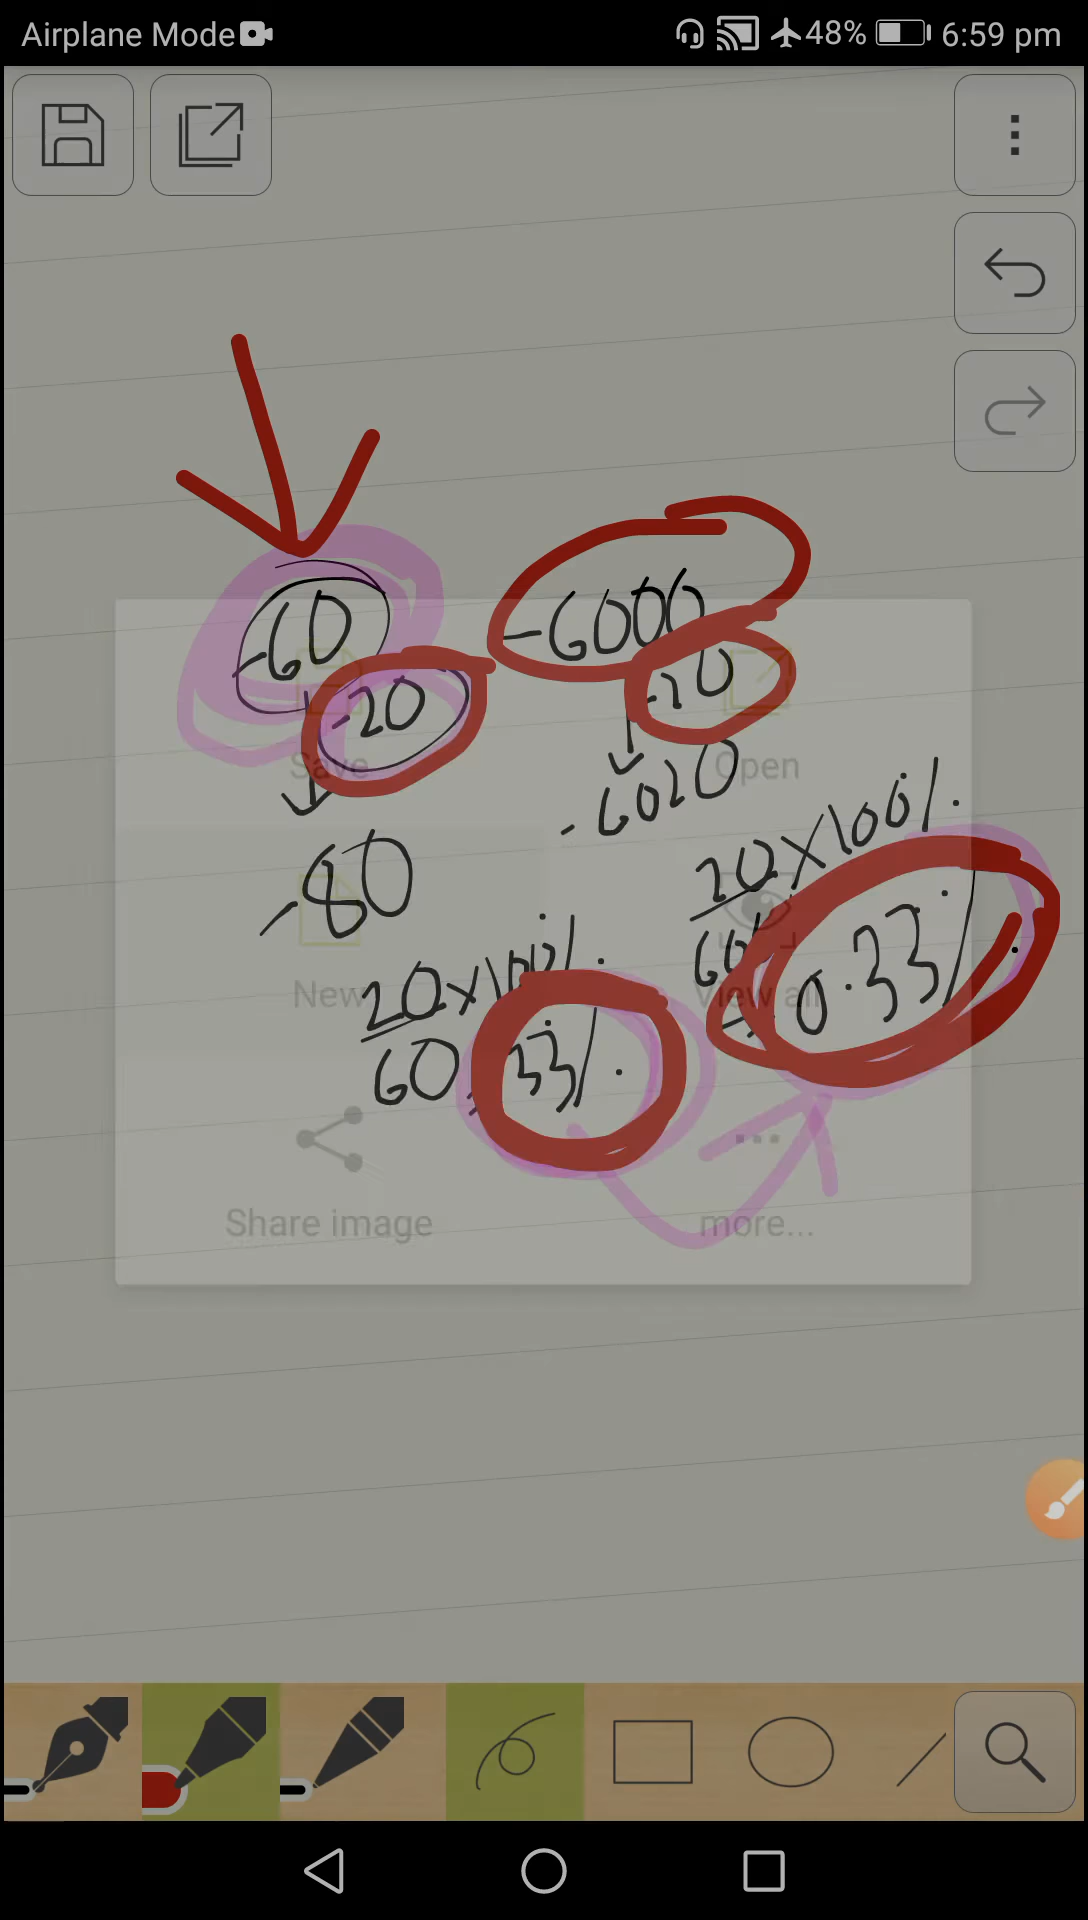 Airplane Mode 48% 6:59 pm
-60 -6000
-20 -20
Save Open
-80 -6020
20x100% 20x100%
60 = 33% = 0.33%
New View all
Share image more...